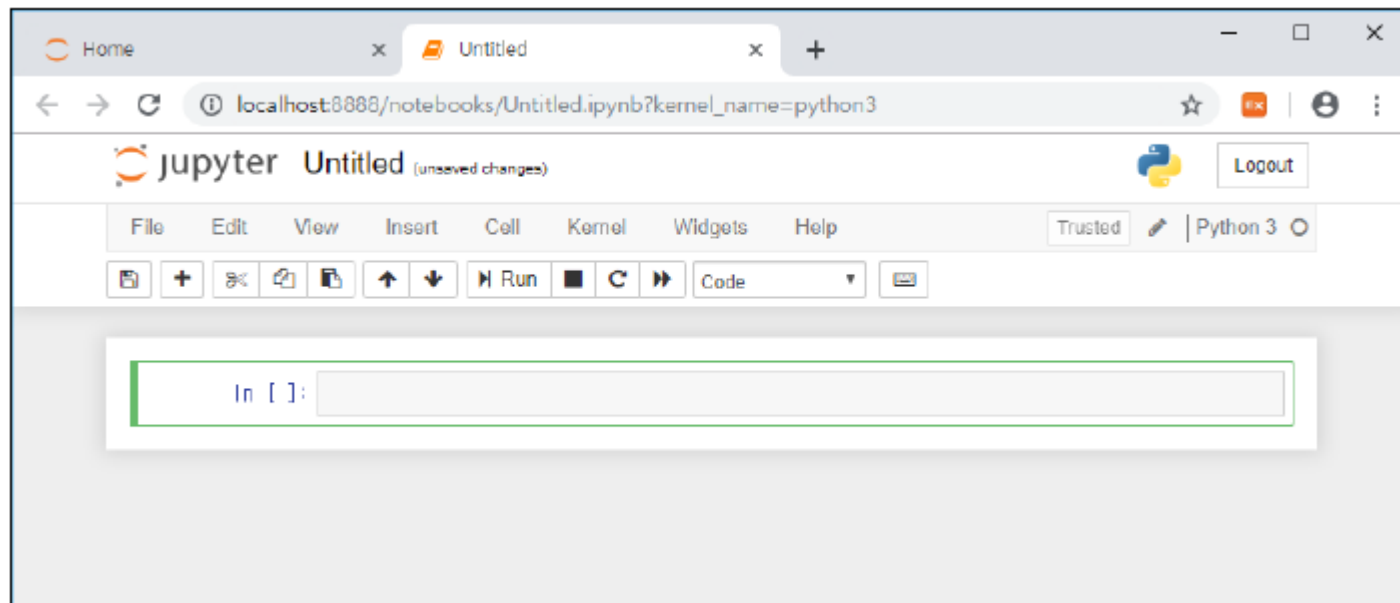 Home Untitled
localhost:8888/notebooks/Untitled.ipynb?kernel_name=python3
jupyter Untitled (unsaved changes) Logout
File Edit View Insert Cell Kernel Widgets Help Trusted Python 3
Run Code
In [ ]: